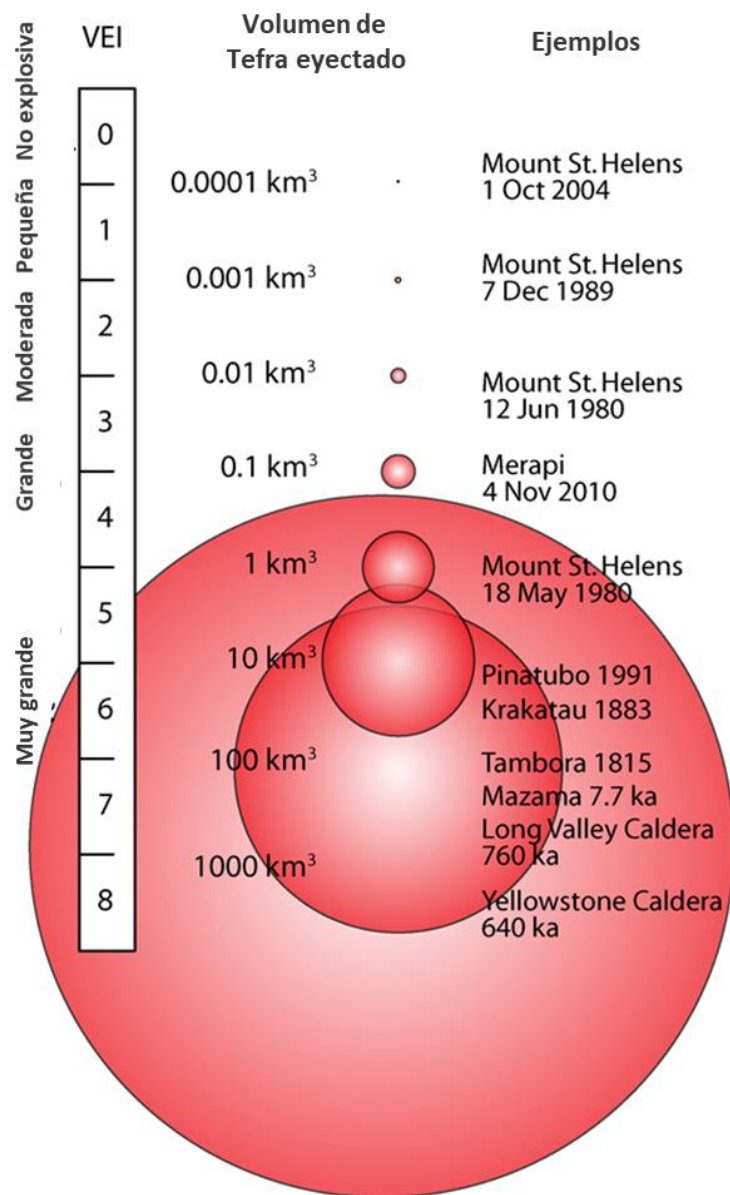 VEI
Volumen de
Tefra eyectado
Ejemplos
No explosiva
Pequeña
Moderada
Grande
Muy grande
0
1
2
3
4
5
6
7
8
0.0001 km³
0.001 km³
0.01 km³
0.1 km³
1 km³
10 km³
100 km³
1000 km³
Mount St. Helens
1 Oct 2004
Mount St. Helens
7 Dec 1989
Mount St. Helens
12 Jun 1980
Merapi
4 Nov 2010
Mount St. Helens
18 May 1980
Pinatubo 1991
Krakatau 1883
Tambora 1815
Mazama 7.7 ka
Long Valley Caldera
760 ka
Yellowstone Caldera
640 ka